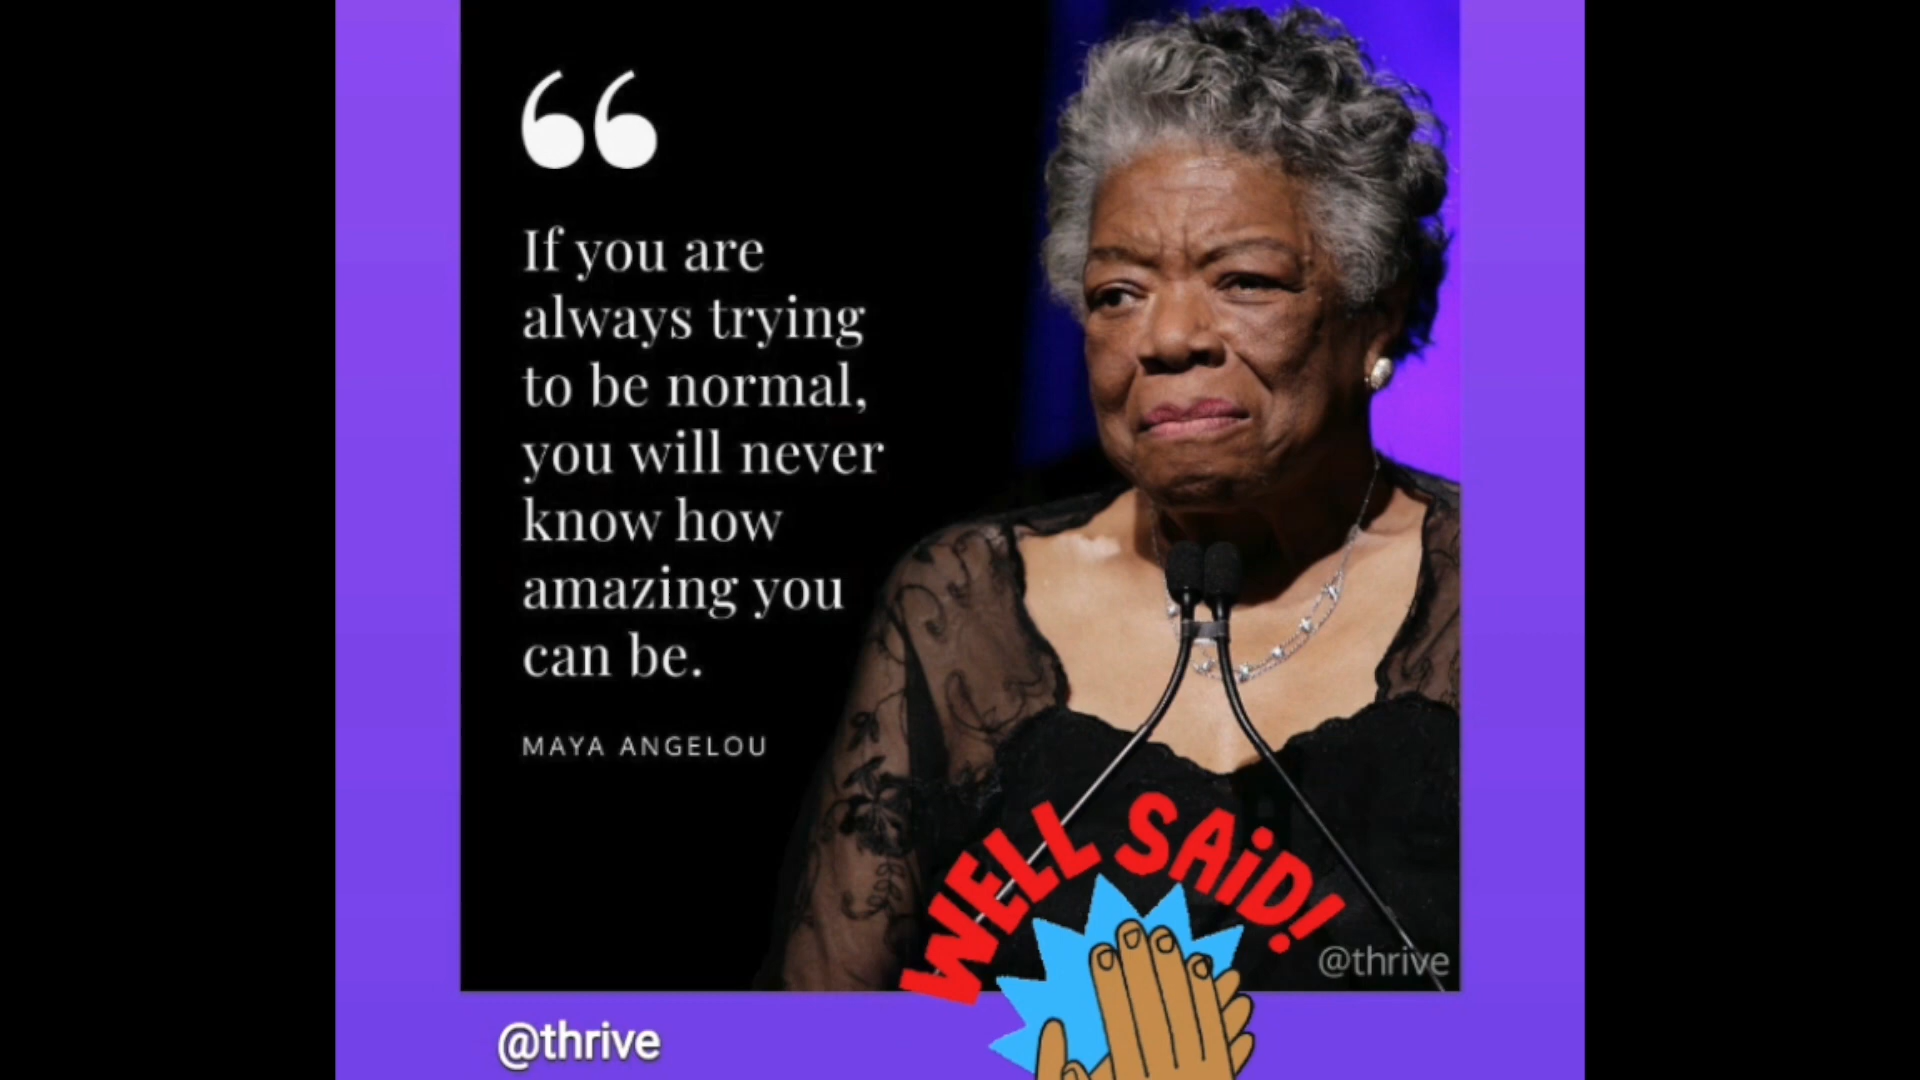 If you are
always trying
to be normal,
you will never
know how
amazing you
can be.
MAYA ANGELOU
WELL SAiD!
@thrive
@thrive